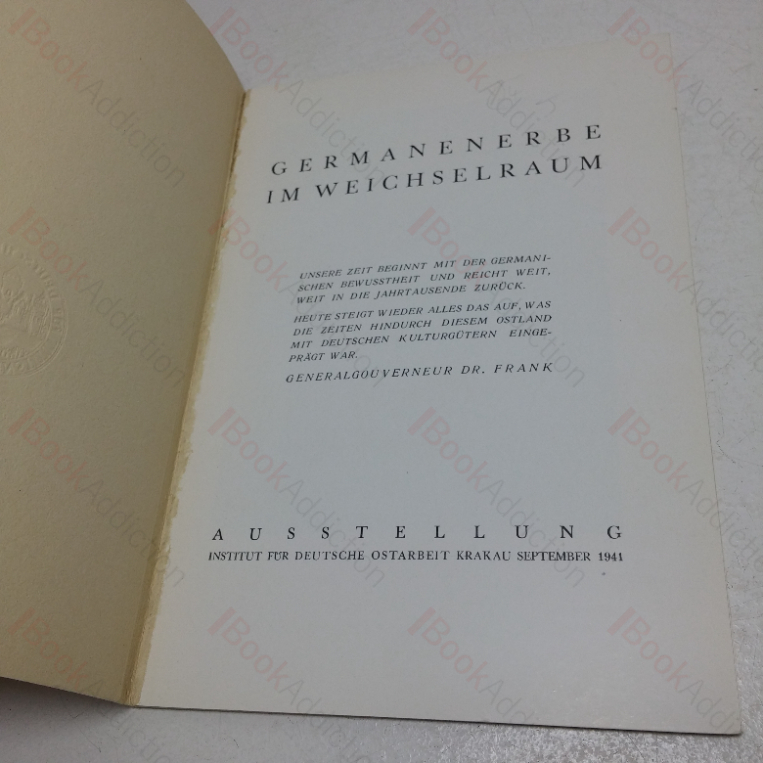 GERMANENERBE
IM WEICHSELRAUM
UNSERE ZEIT BEGINNT MIT DER GERMANI-
SCHEN BEWUSSTHEIT UND REICHT WEIT,
WEIT IN DIE JAHRTAUSENDE ZURÜCK.
HEUTE STEIGT WIEDER ALLES DAS AUF, WAS
DIE ZEITEN HINDURCH DIESEM OSTLAND
MIT DEUTSCHEN KULTURGÜTERN EINGE-
PRÄGT WAR.
GENERALGOUVERNEUR DR. FRANK
AUSSTELLUNG
INSTITUT FÜR DEUTSCHE OSTARBEIT KRAKAU SEPTEMBER 1941
BookAddiction